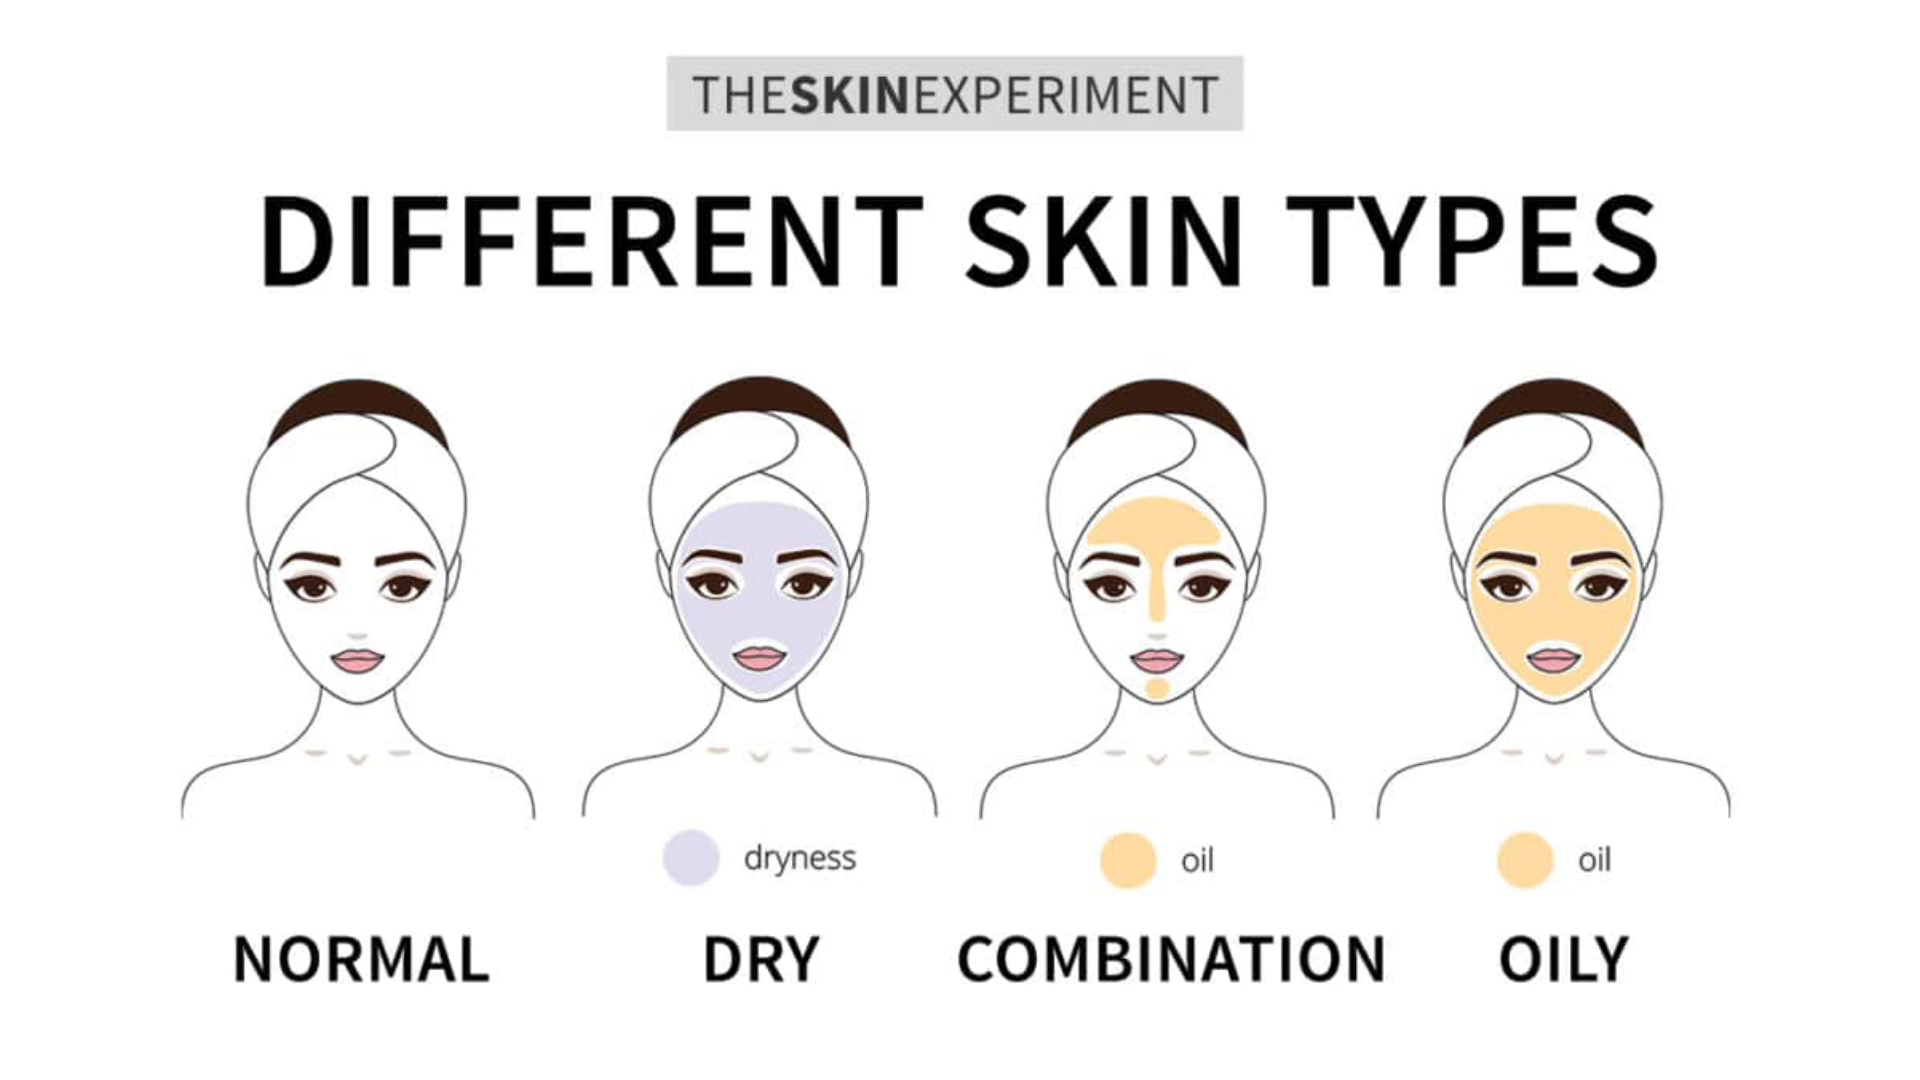 THESKINEXPERIMENT
DIFFERENT SKIN TYPES
dryness
oil
oil
NORMAL
DRY
COMBINATION
OILY